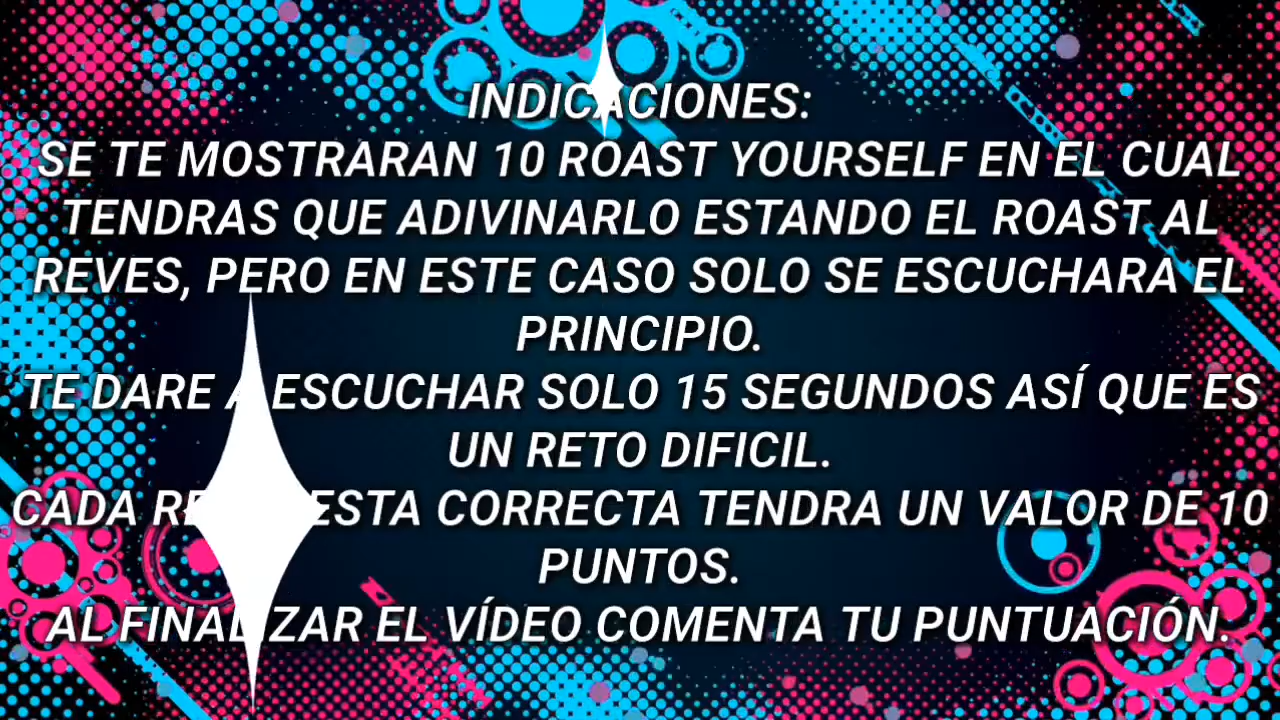 INDICACIONES:
SE TE MOSTRARAN 10 ROAST YOURSELF EN EL CUAL
TENDRAS QUE ADIVINARLO ESTANDO EL ROAST AL
REVES, PERO EN ESTE CASO SOLO SE ESCUCHARA EL
PRINCIPIO.
TE DARE A ESCUCHAR SOLO 15 SEGUNDOS ASÍ QUE ES
UN RETO DIFICIL.
CADA RESPUESTA CORRECTA TENDRA UN VALOR DE 10
PUNTOS.
AL FINALIZAR EL VÍDEO COMENTA TU PUNTUACIÓN.